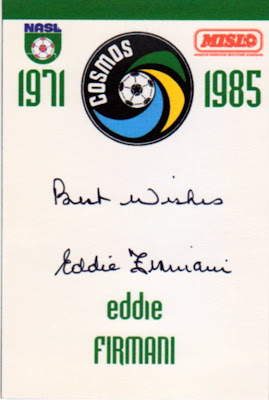 NASL
MISL
1971
COSMOS
1985
Best Wishes
Eddie Firmani
eddie
FIRMANI